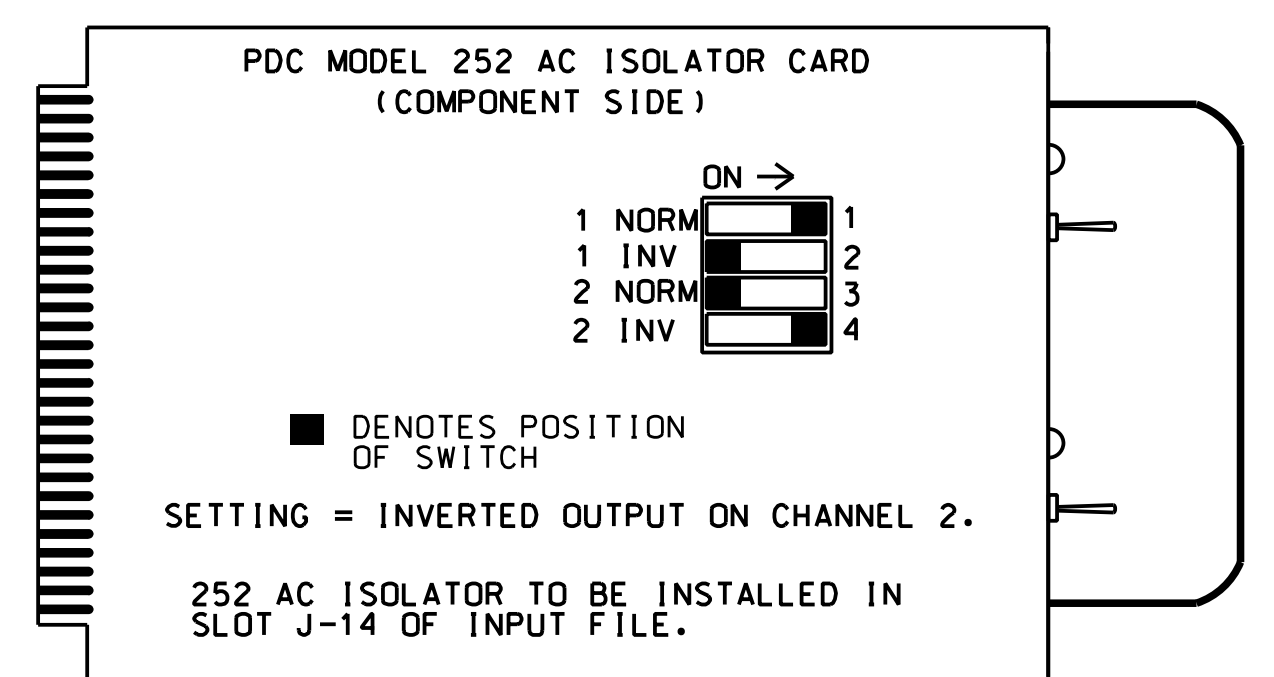 PDC MODEL 252 AC ISOLATOR CARD
(COMPONENT SIDE)
ON →
1 NORM 1
1 INV 2
2 NORM 3
2 INV 4
DENOTES POSITION
OF SWITCH
SETTING = INVERTED OUTPUT ON CHANNEL 2.
252 AC ISOLATOR TO BE INSTALLED IN
SLOT J-14 OF INPUT FILE.